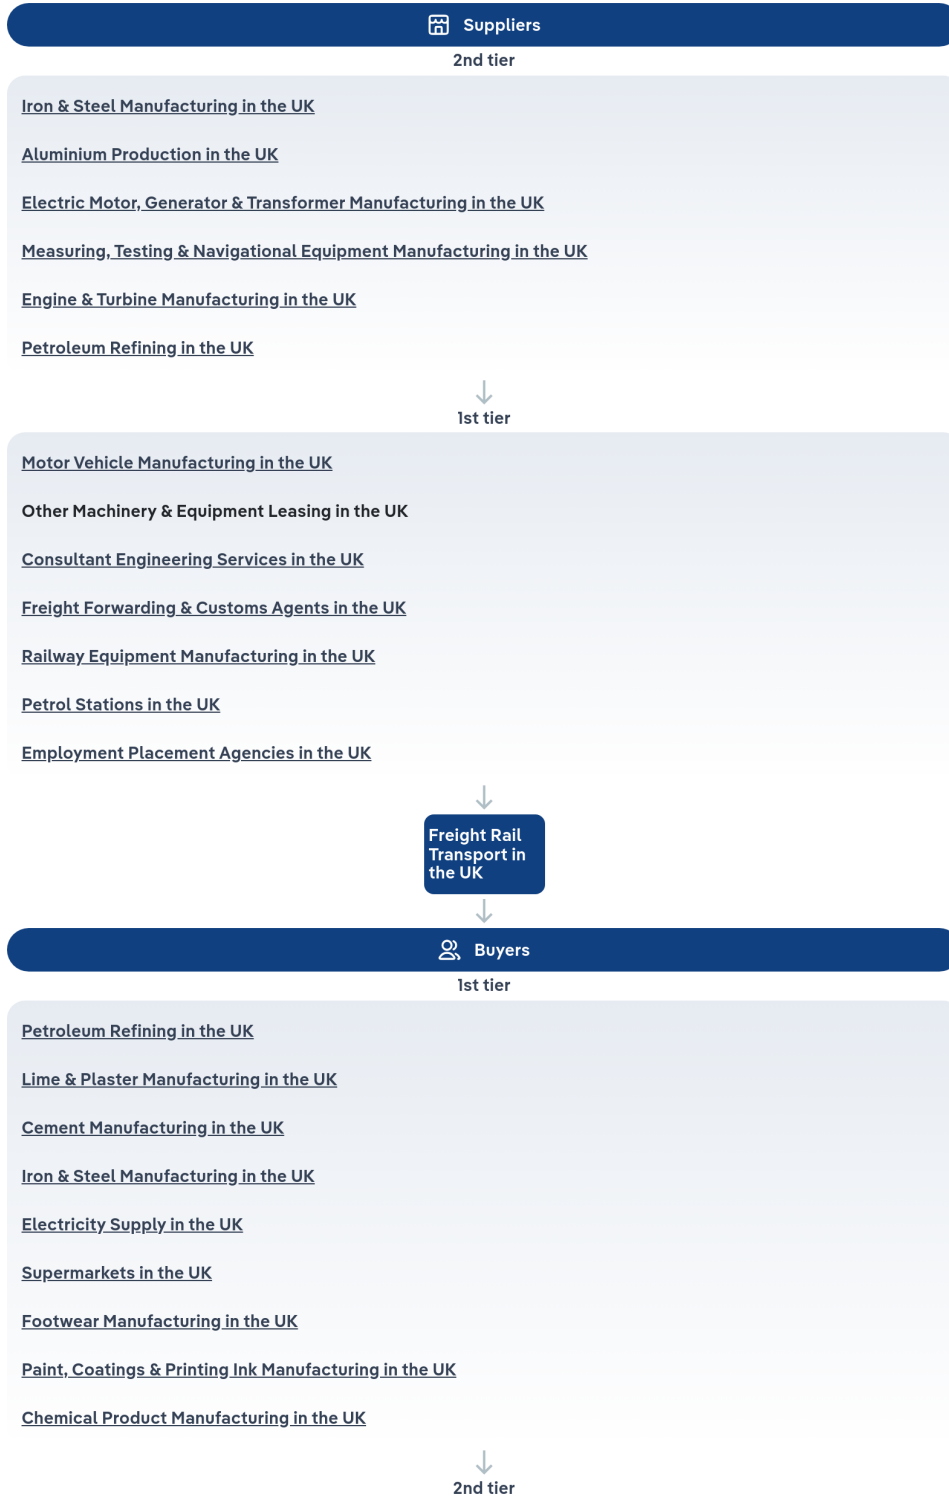 Suppliers
2nd tier
Iron & Steel Manufacturing in the UK
Aluminium Production in the UK
Electric Motor, Generator & Transformer Manufacturing in the UK
Measuring, Testing & Navigational Equipment Manufacturing in the UK
Engine & Turbine Manufacturing in the UK
Petroleum Refining in the UK
1st tier
Motor Vehicle Manufacturing in the UK
Other Machinery & Equipment Leasing in the UK
Consultant Engineering Services in the UK
Freight Forwarding & Customs Agents in the UK
Railway Equipment Manufacturing in the UK
Petrol Stations in the UK
Employment Placement Agencies in the UK
Freight Rail
Transport in
the UK
Buyers
1st tier
Petroleum Refining in the UK
Lime & Plaster Manufacturing in the UK
Cement Manufacturing in the UK
Iron & Steel Manufacturing in the UK
Electricity Supply in the UK
Supermarkets in the UK
Footwear Manufacturing in the UK
Paint, Coatings & Printing Ink Manufacturing in the UK
Chemical Product Manufacturing in the UK
2nd tier